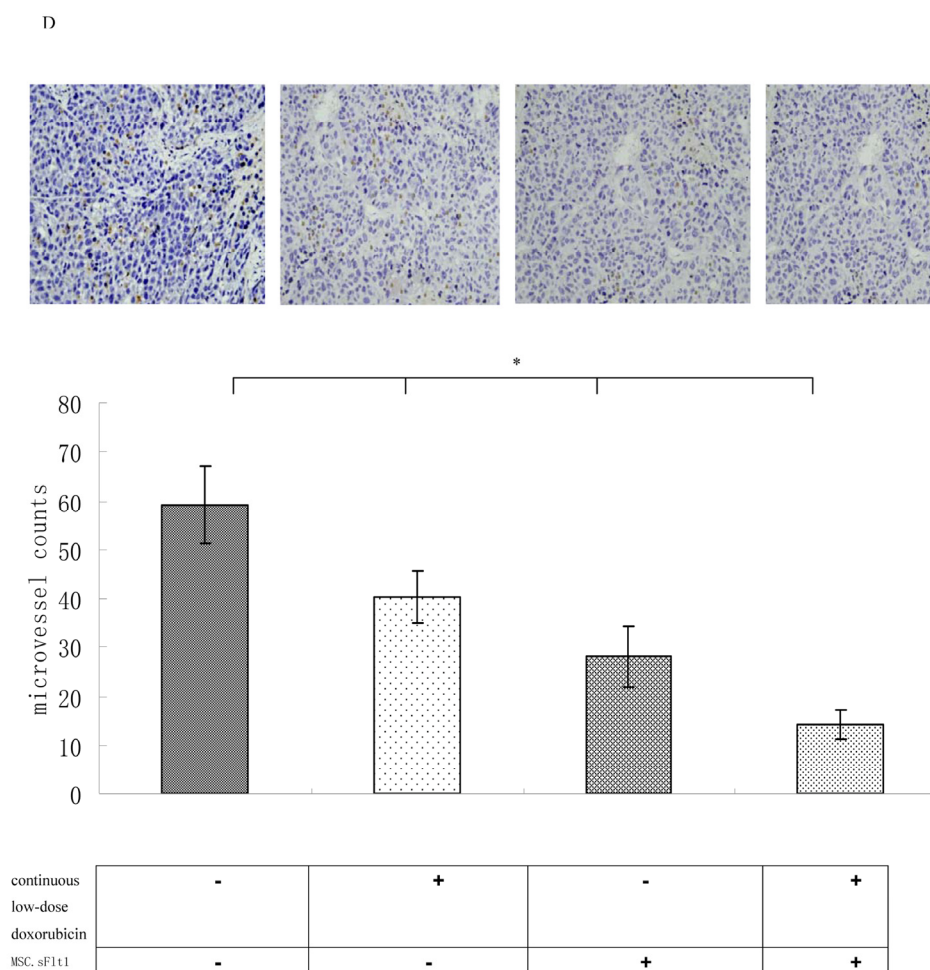 D
*
80
70
60
50
40
30
20
10
0
microvessel counts
continuous - + - +
low-dose
doxorubicin
MSC.sFlt1 - - + +